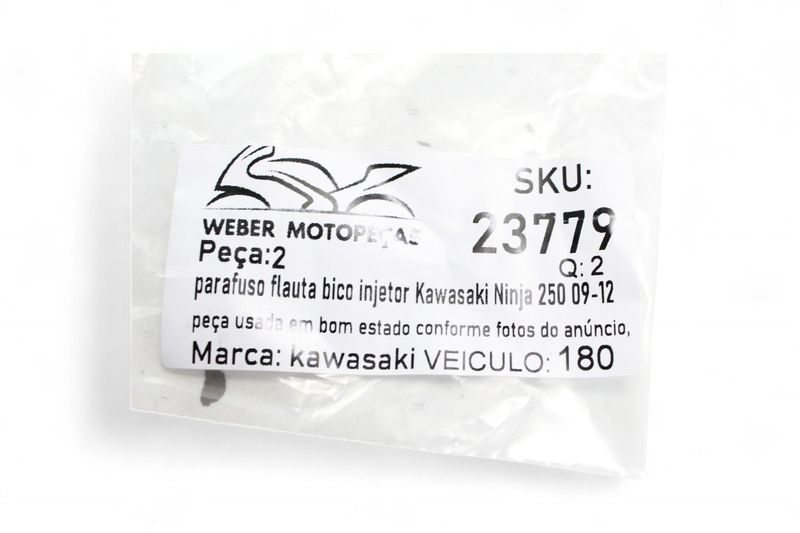 WEBER MOTOPEÇAS
SKU:
23779
Peça:2
Q: 2
parafuso flauta bico injetor Kawasaki Ninja 250 09-12
peça usada em bom estado conforme fotos do anúncio,
Marca: kawasaki VEICULO: 180